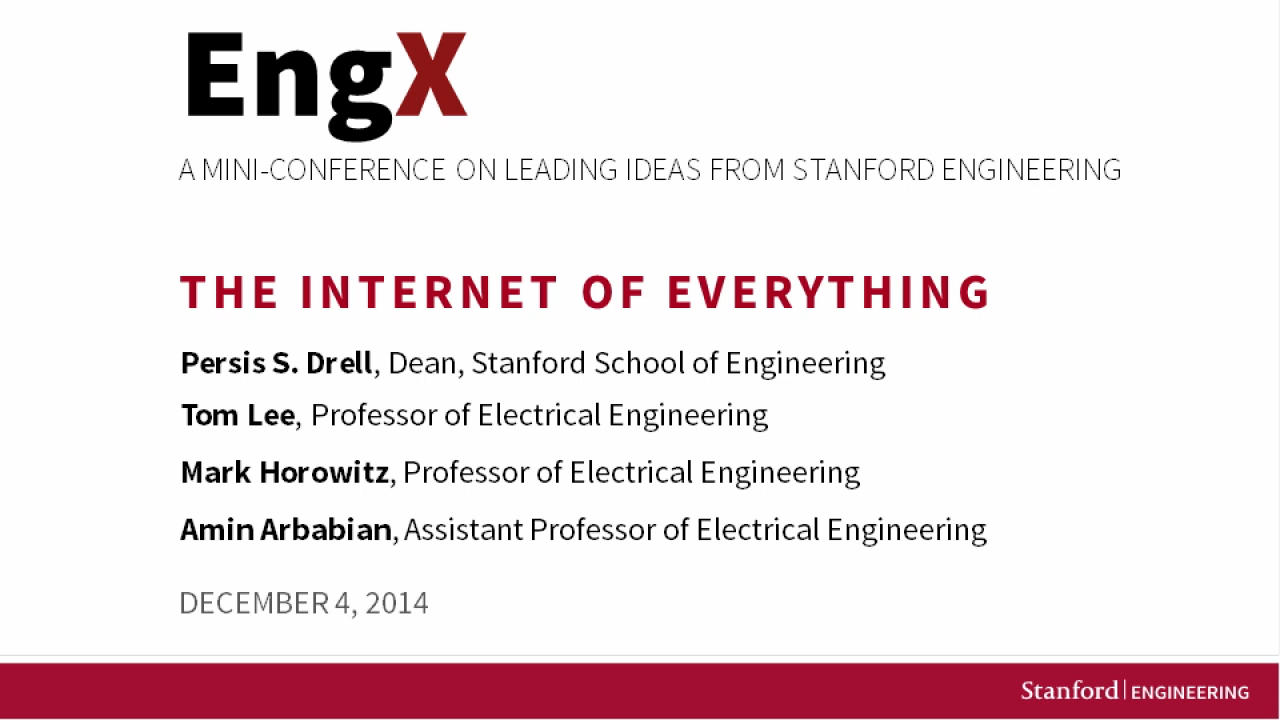 EngX
A MINI-CONFERENCE ON LEADING IDEAS FROM STANFORD ENGINEERING
THE INTERNET OF EVERYTHING
Persis S. Drell, Dean, Stanford School of Engineering
Tom Lee, Professor of Electrical Engineering
Mark Horowitz, Professor of Electrical Engineering
Amin Arbabian, Assistant Professor of Electrical Engineering
DECEMBER 4, 2014
Stanford | ENGINEERING